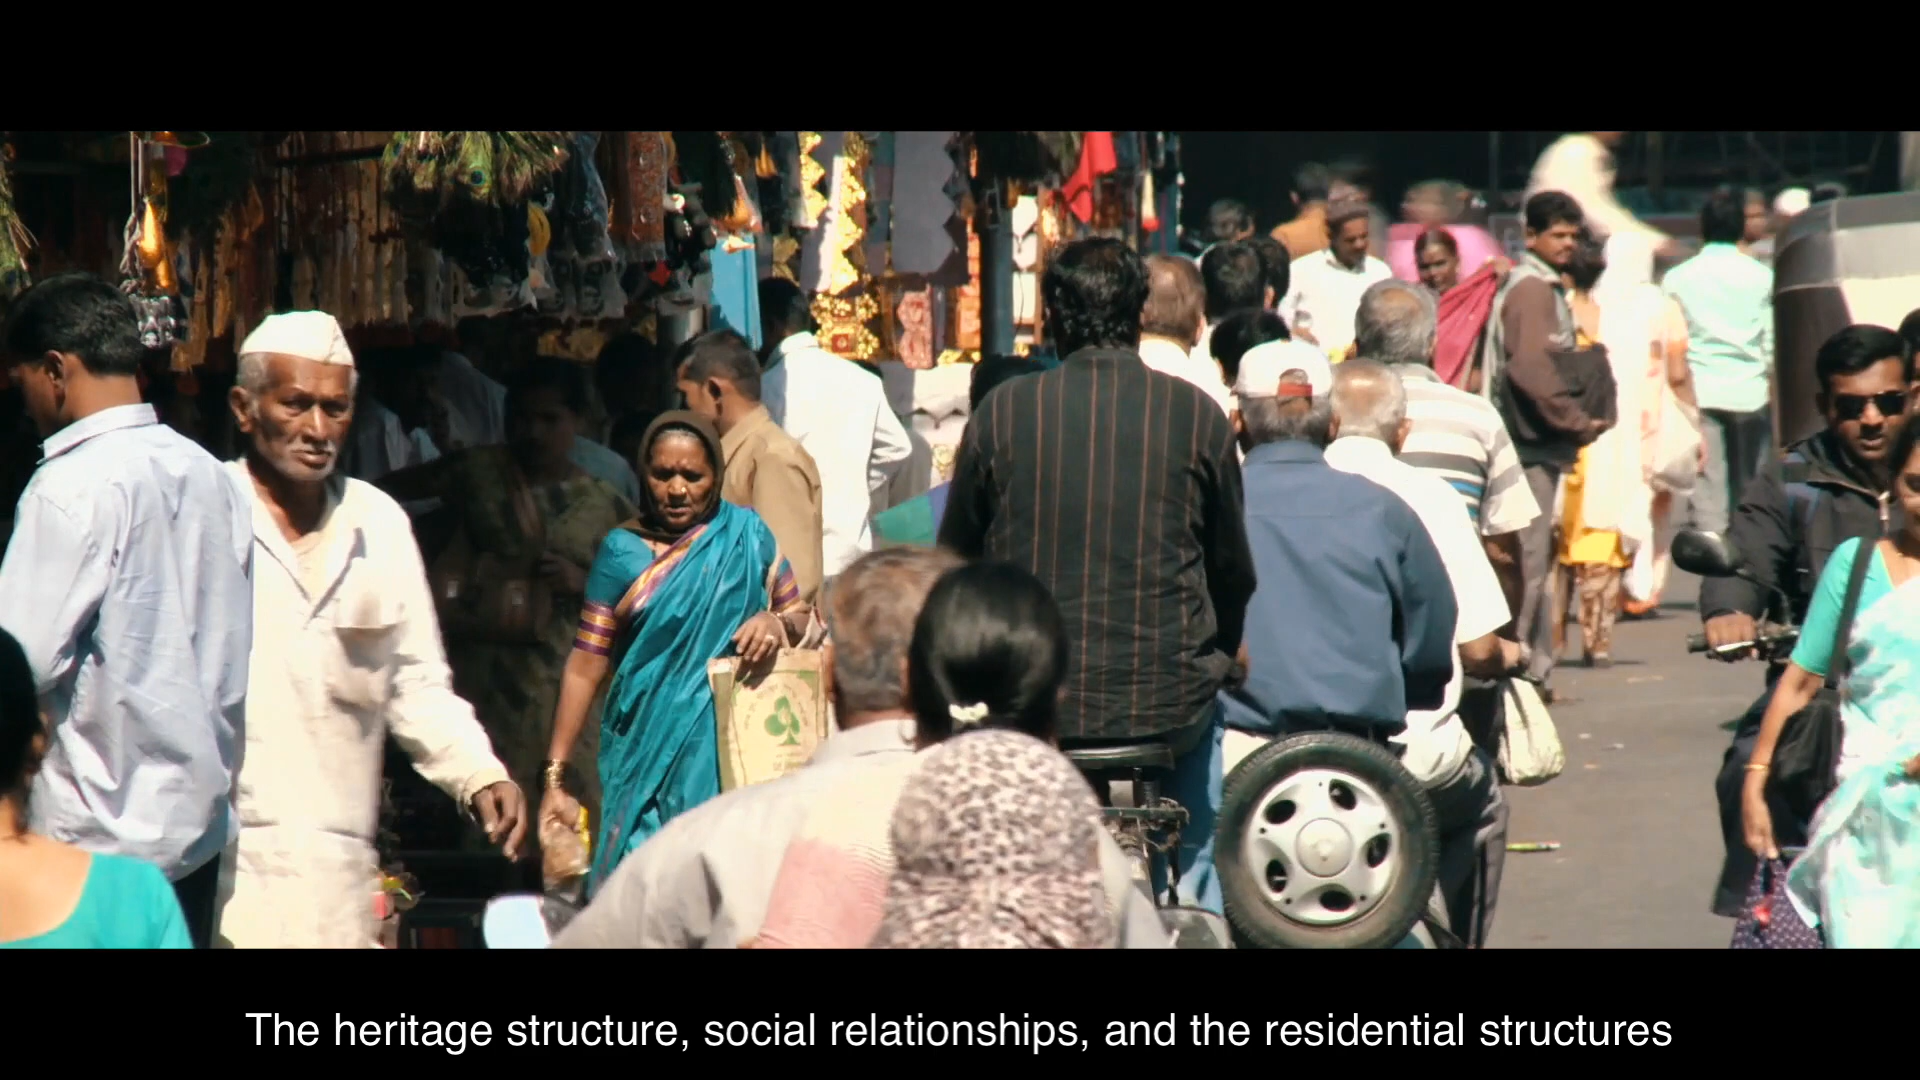 The heritage structure, social relationships, and the residential structures